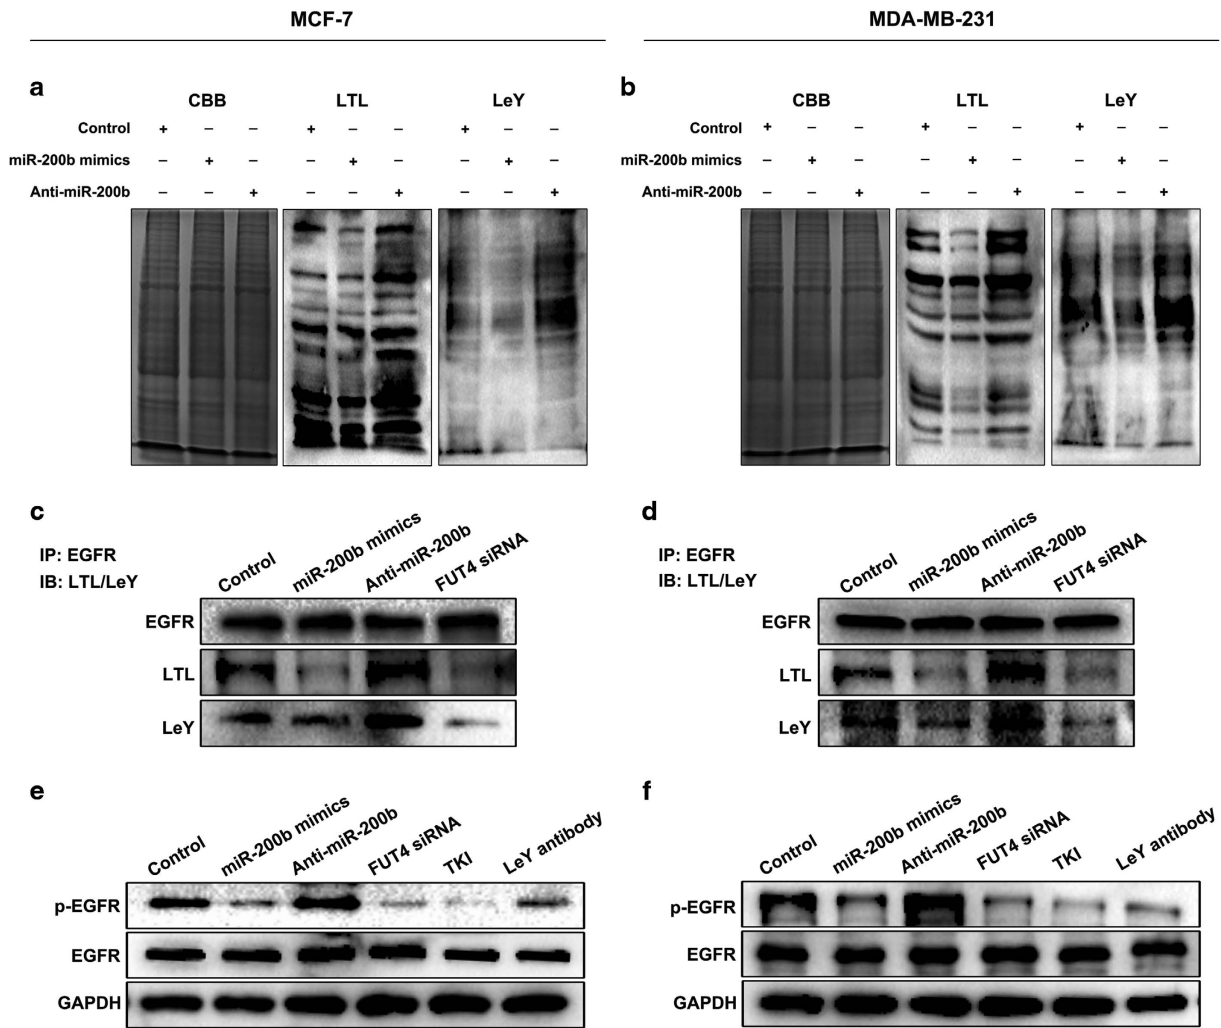 MCF-7 MDA-MB-231
a b
CBB LTL LeY CBB LTL LeY
Control + – – + – – + – – Control + – – + – – + – –
miR-200b mimics – + – – + – – + – miR-200b mimics – + – – + – – + –
Anti-miR-200b – – + – – + – – + Anti-miR-200b – – + – – + – – +
c
IP: EGFR
IB: LTL/LeY
Control miR-200b mimics Anti-miR-200b FUT4 siRNA
EGFR
LTL
LeY
d
IP: EGFR
IB: LTL/LeY
Control miR-200b mimics Anti-miR-200b FUT4 siRNA
EGFR
LTL
LeY
e
Control miR-200b mimics Anti-miR-200b FUT4 siRNA TKI LeY antibody
p-EGFR
EGFR
GAPDH
f
Control miR-200b mimics Anti-miR-200b FUT4 siRNA TKI LeY antibody
p-EGFR
EGFR
GAPDH